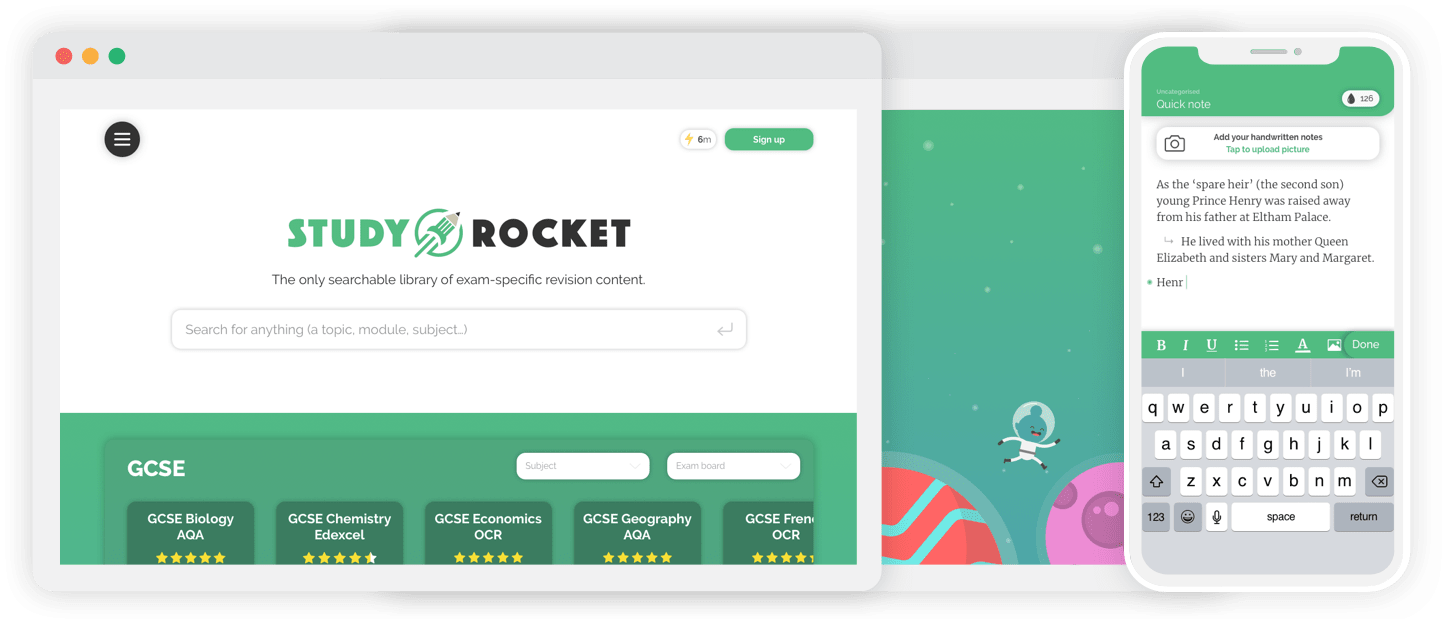 6m
Sign up
STUDY ROCKET
The only searchable library of exam-specific revision content.
Search for anything (a topic, module, subject...)
GCSE
Subject
Exam board
GCSE Biology
AQA
GCSE Chemistry
Edexcel
GCSE Economics
OCR
GCSE Geography
AQA
GCSE Fren
OCR
Uncategorised
Quick note
126
Add your handwritten notes
Tap to upload picture
As the ‘spare heir’ (the second son)
young Prince Henry was raised away
from his father at Eltham Palace.
He lived with his mother Queen
Elizabeth and sisters Mary and Margaret.
Henr
B I U A Done
I the I'm
q w e r t y u i o p
a s d f g h j k l
z x c v b n m
123 space return